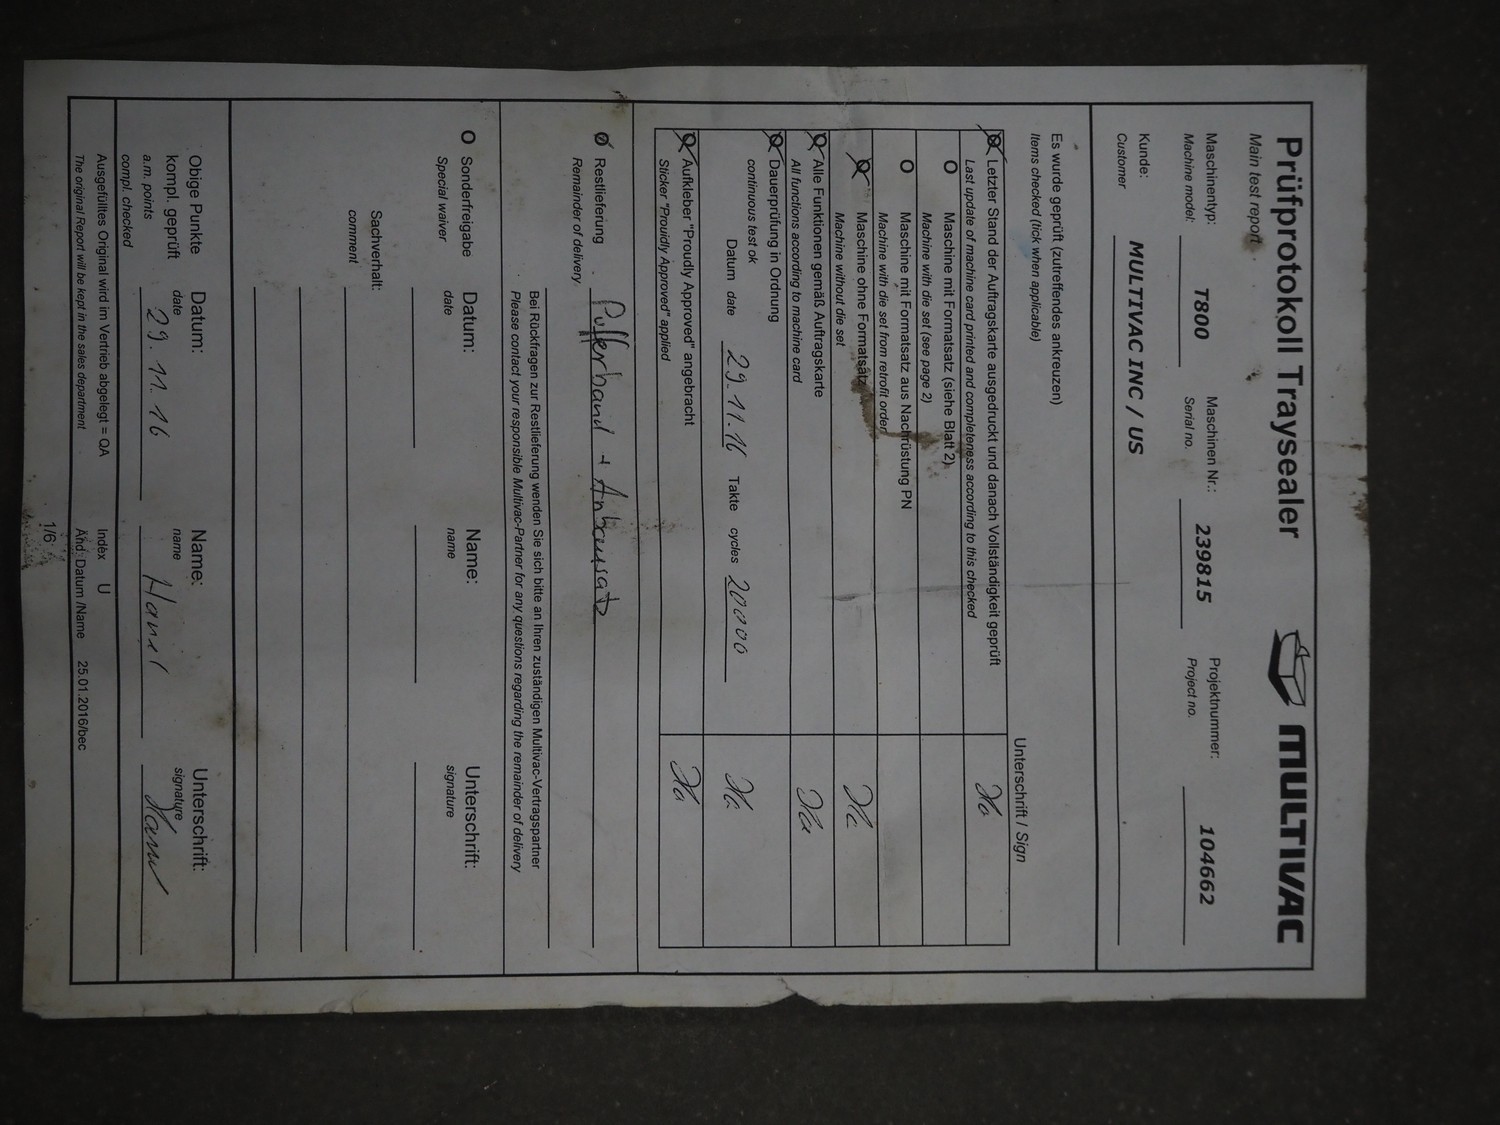 Prüfprotokoll Traysealer
MULTIVAC
Main test report
Maschinentyp: T800 Maschinen Nr.: 239815 Projektnummer: 104662
Machine model: Serial no. Project no.
Kunde: MULTIVAC INC / US
Customer
Es wurde geprüft (zutreffendes ankreuzen)
Items checked (tick when applicable)
Unterschrift / Sign
Letzter Stand der Auftragskarte ausgedruckt und danach Vollständigkeit geprüft
Last update of machine card printed and completeness according to this checked
Maschine mit Formatsatz (siehe Blatt 2)
Machine with die set (see page 2)
Maschine mit Formatsatz aus Nachrüstung PN
Machine with die set from retrofit order
Maschine ohne Formatsatz
Machine without die set
Alle Funktionen gemäß Auftragskarte
All functions according to machine card
Dauerprüfung in Ordnung
continuous test ok
Datum date 29.11.16 Takte cycles 20000
Aufkleber "Proudly Approved" angebracht
Sticker "Prouidly Approved" applied
Restlieferung Pufferband + Anbausatz
Remainder of delivery
Bei Rückfragen zur Restlieferung wenden Sie sich bitte an Ihren zuständigen Multivac-Vertragspartner
Please contact your responsible Multivac-Partner for any questions regarding the remainder of delivery
Sonderfreigabe Datum: Name: Unterschrift:
Special waiver date name signature
Sachverhalt:
comment
Obige Punkte Datum: Name: Unterschrift:
kompl. geprüft date name signature
a.m. points 29.11.16
compl. checked
Ausgefülltes Original wird im Vertrieb abgelegt = QA Index U
The original Report will be kept in the sales department Änd. Datum /Name 25.01.2016/bec
1/6